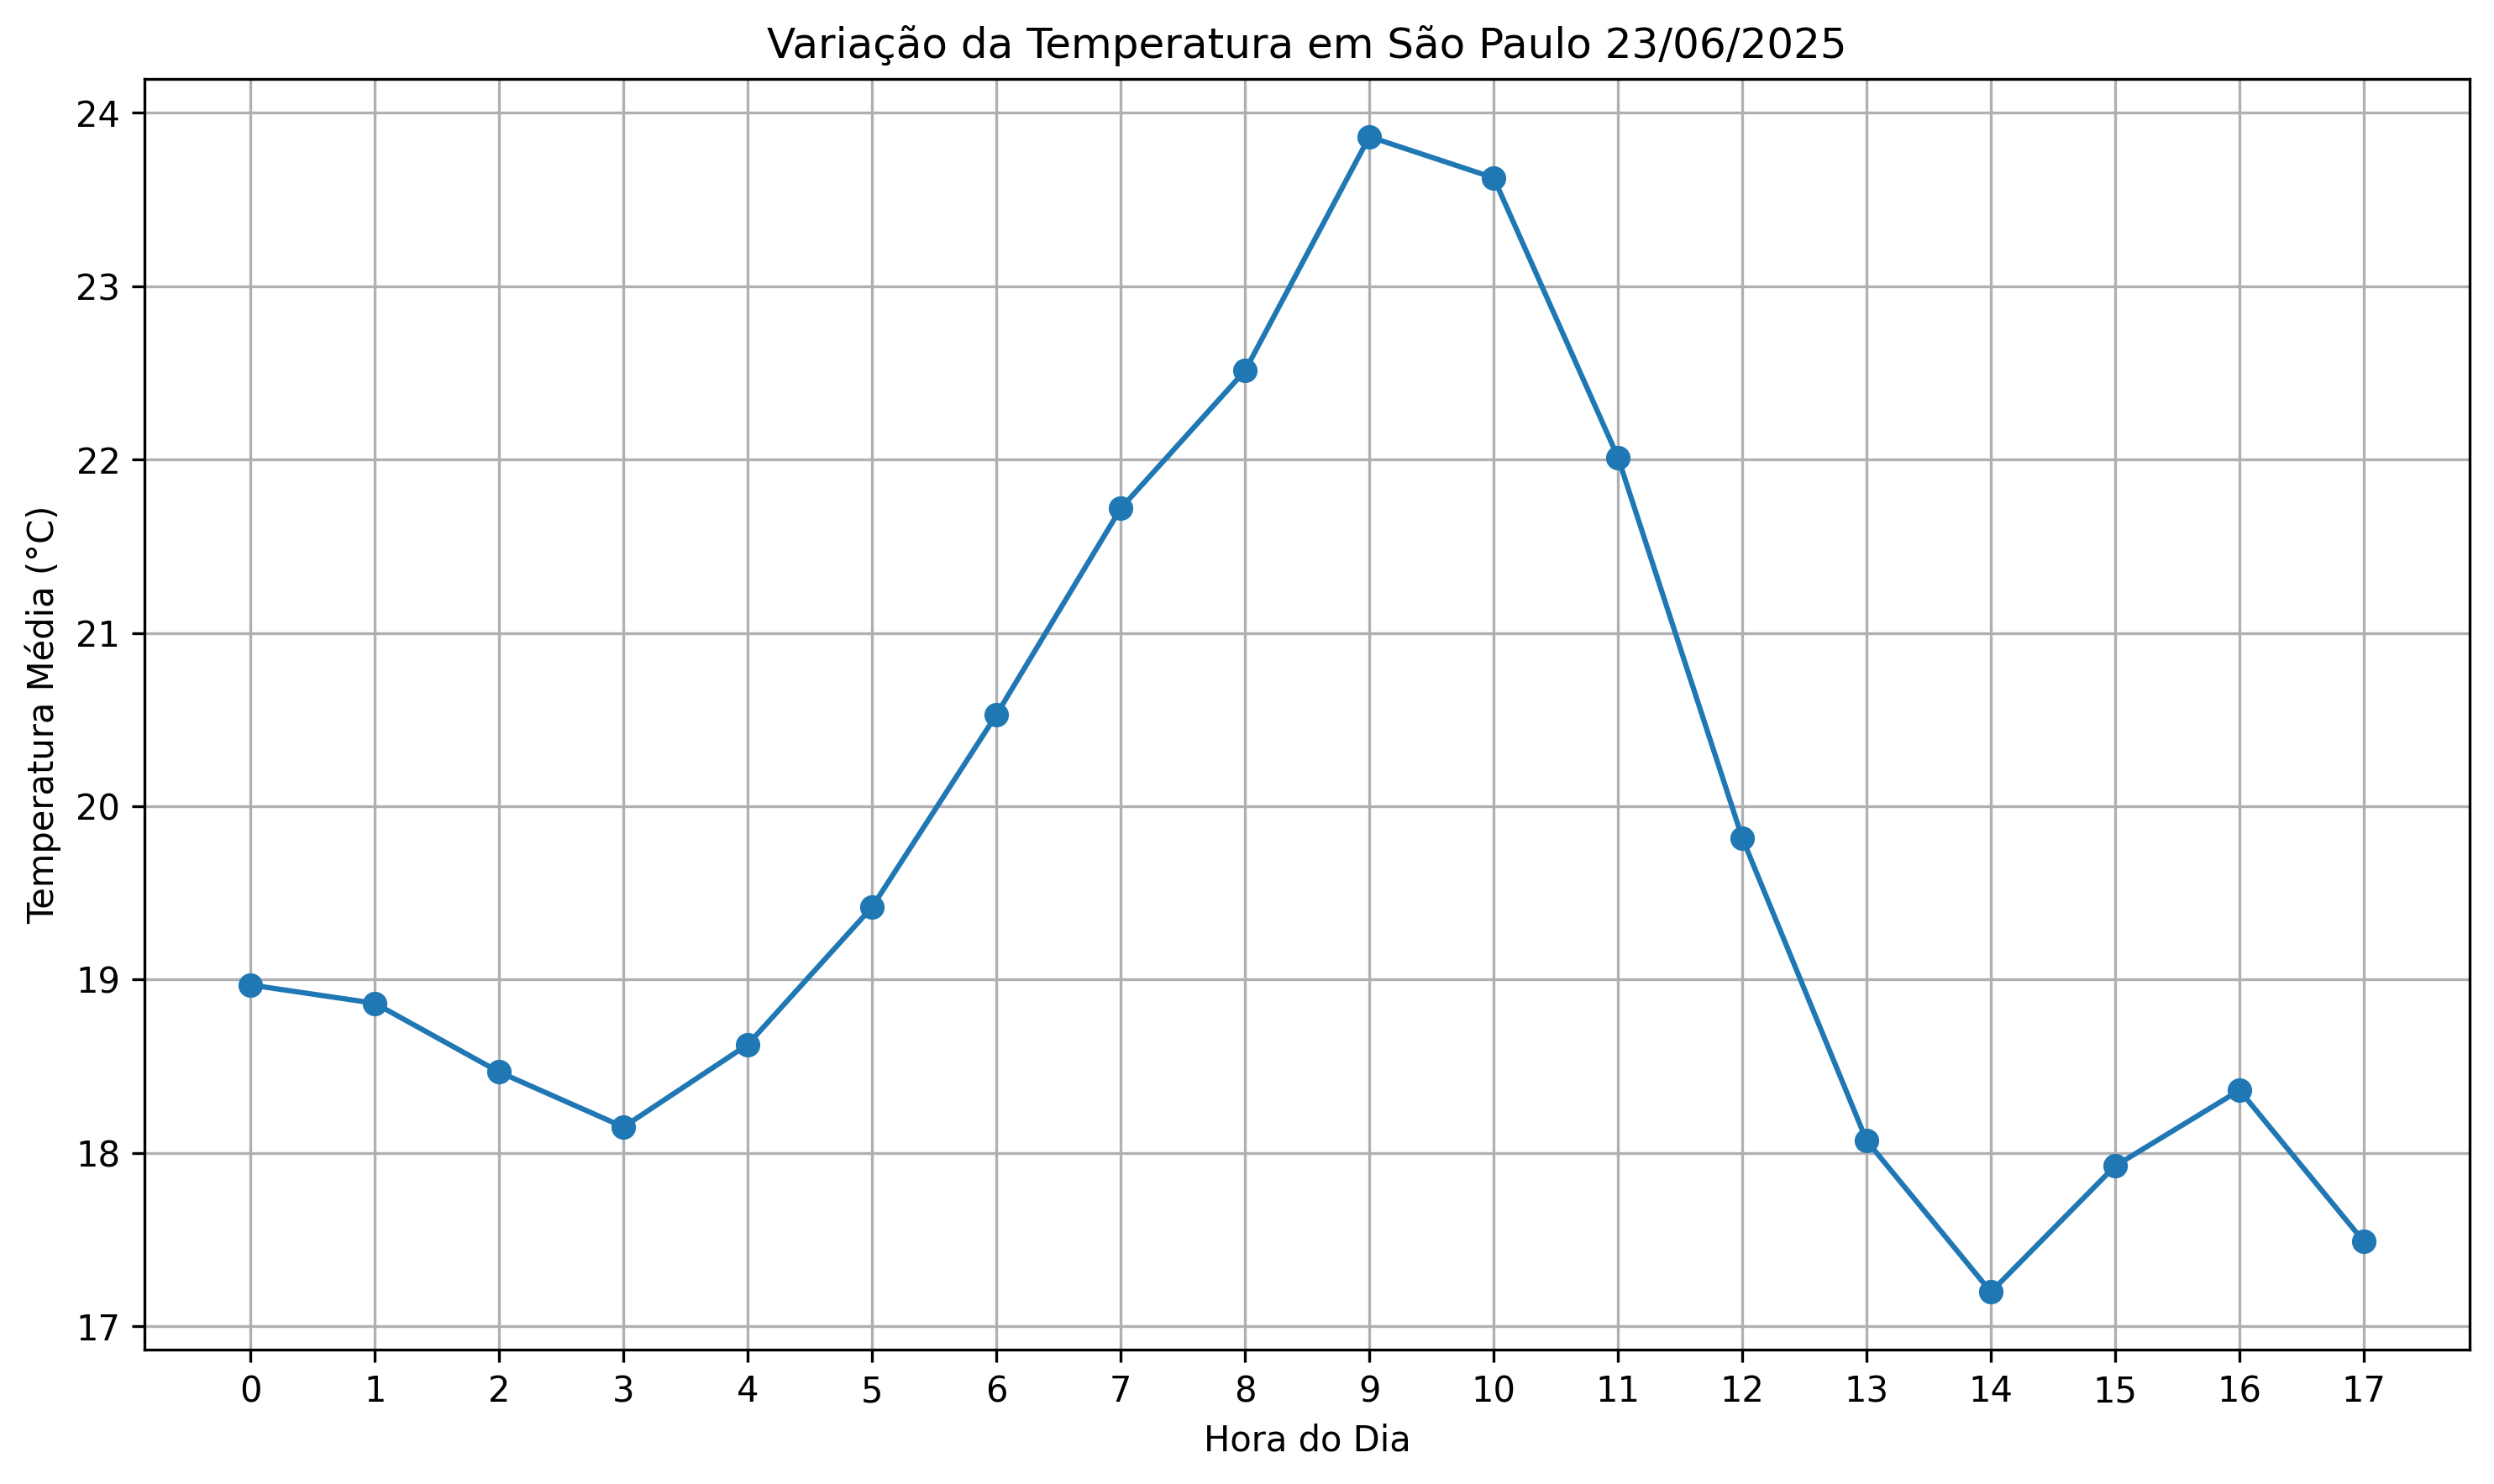 Variação da Temperatura em São Paulo 23/06/2025
24
23
22
21
20
19
18
17
Temperatura Média (°C)
0 1 2 3 4 5 6 7 8 9 10 11 12 13 14 15 16 17
Hora do Dia